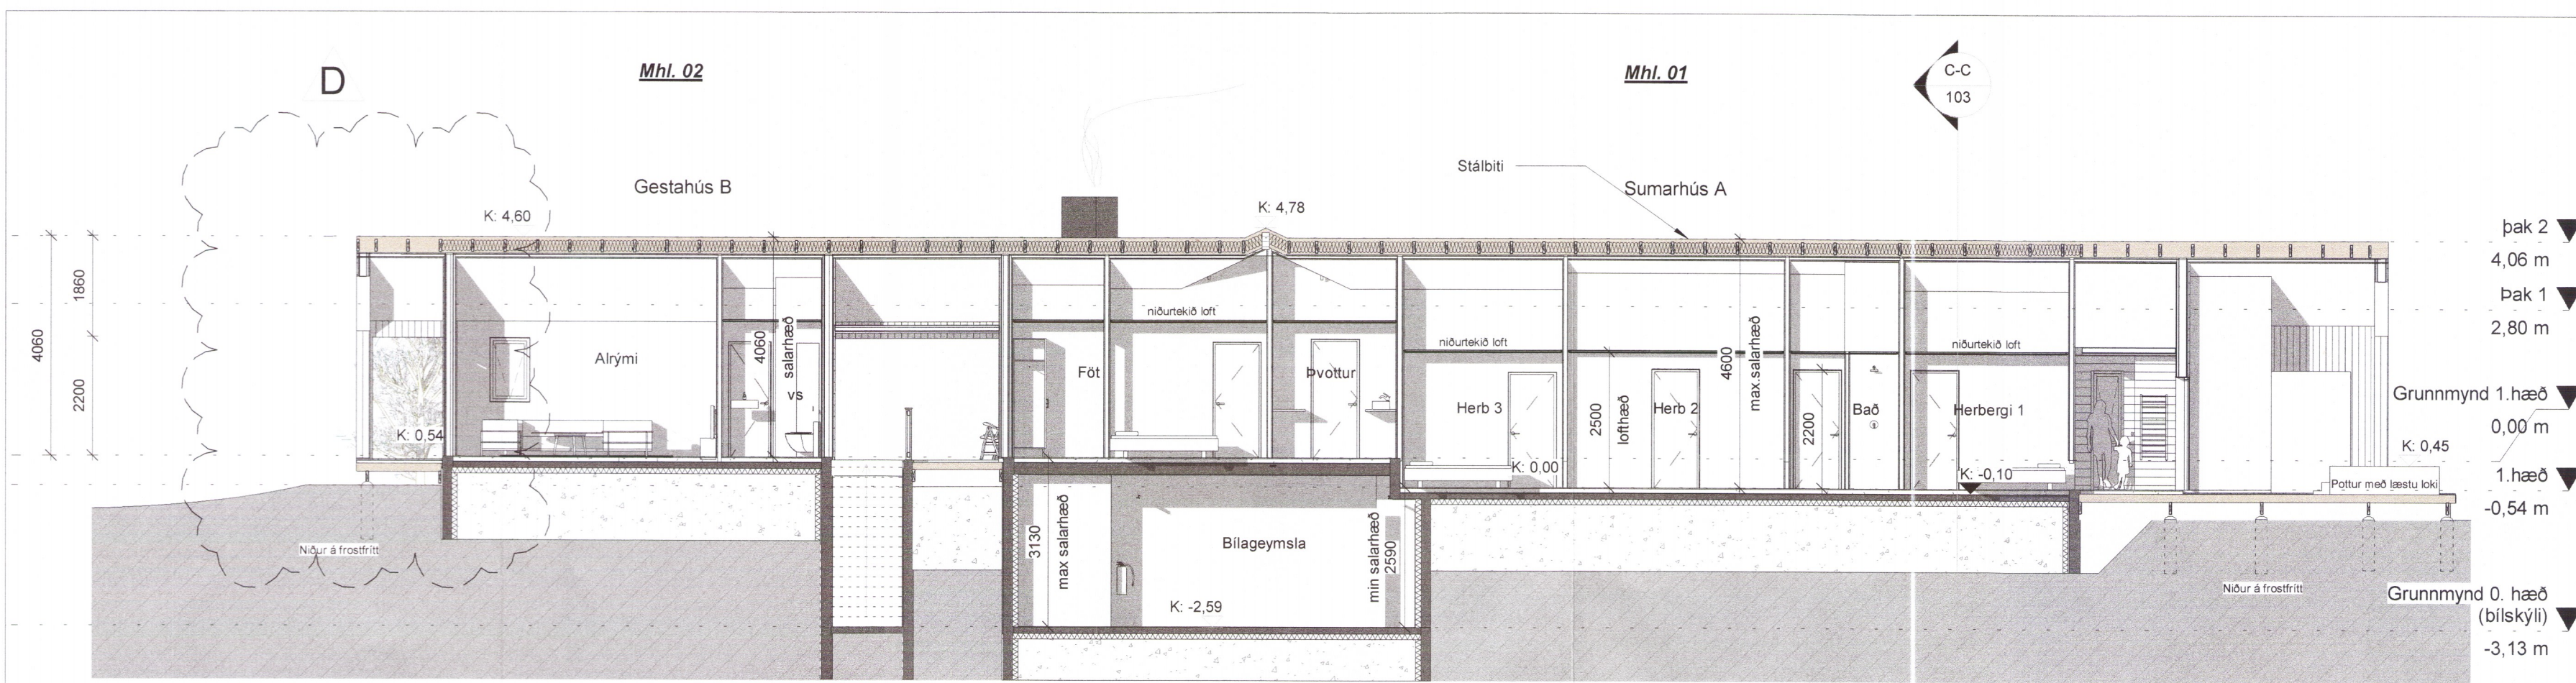 D
Mhl. 02
Mhl. 01
C-C
103
Gestahús B
Stálbiti
Sumarhús A
K: 4,60
K: 4,78
þak 2
4,06 m
Þak 1
2,80 m
Grunnmynd 1.hæð
0,00 m
1.hæð
-0,54 m
Grunnmynd 0. hæð
(bílskýli)
-3,13 m
4060
1860
2200
K: 0,54
Alrými
4060
salarhæð
vs
Föt
niðurtekið loft
Þvottur
niðurtekið loft
Herb 3
K: 0,00
2500
lofthæð
Herb 2
4600
max.salarhæð
2200
Bað
niðurtekið loft
Herbergi 1
K: -0,10
K: 0,45
Pottur með læstu loki
Niður á frostfrítt
3130
max salarhæð
Bílageymsla
K: -2,59
min salarhæð
2590
Niður á frostfrítt